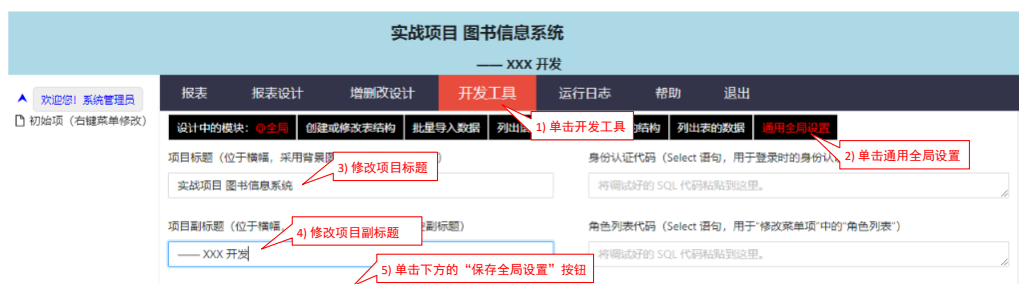 实战项目 图书信息系统
—— XXX 开发
欢迎您！系统管理员
初始项（右键菜单修改）
报表 报表设计 增删改设计 开发工具 运行日志 帮助 退出
设计中的模块：@全局 创建或修改表结构 批量导入数据 列出 结构 列出表的数据 通用全局设置
1) 单击开发工具
2) 单击通用全局设置
项目标题（位于横幅，采用背景
3) 修改项目标题
身份认证代码（Select 语句，用于登录时的身份认
实战项目 图书信息系统
将调试好的 SQL 代码粘贴到这里。
项目副标题（位于横幅， 副标题）
4) 修改项目副标题
角色列表代码（Select 语句，用于“修改菜单项”中的“角色列表”）
—— XXX 开发
将调试好的 SQL 代码粘贴到这里。
5) 单击下方的“保存全局设置”按钮